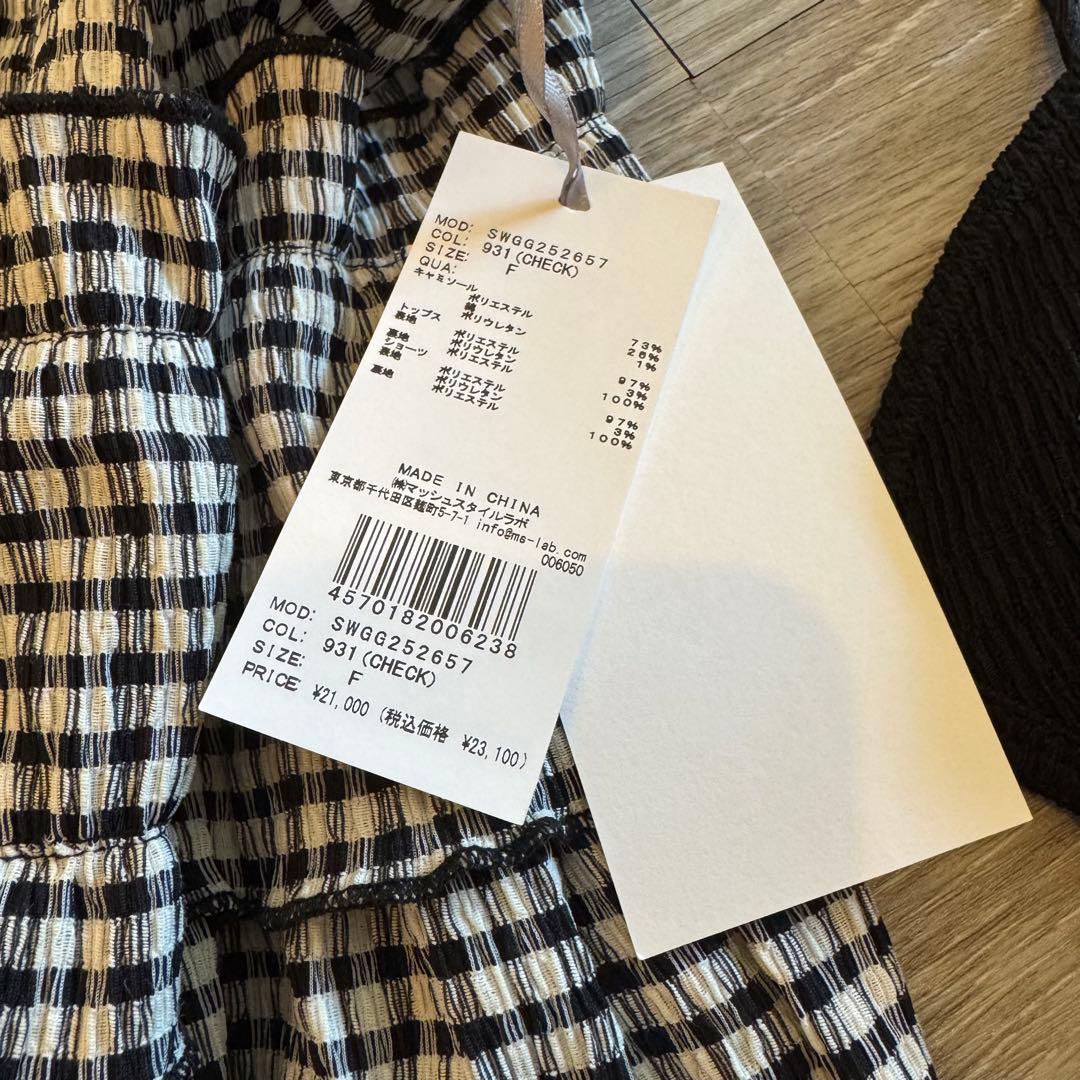 MOD: SWGG252657
COL: 931(CHECK)
SIZE: F
QUA:
キャミソール
ポリエステル 73%
綿 26%
ポリウレタン 1%
トップス
表地 ポリエステル 97%
ポリウレタン 3%
裏地 ポリエステル 100%
ショーツ
表地 ポリエステル 97%
ポリウレタン 3%
裏地 ポリエステル 100%
MADE IN CHINA
㈱マッシュスタイルラボ
東京都千代田区麹町5-7-1 info@ms-lab.com
006050
4570182006238
MOD: SWGG252657
COL: 931(CHECK)
SIZE: F
PRICE ¥21,000 (税込価格 ¥23,100)